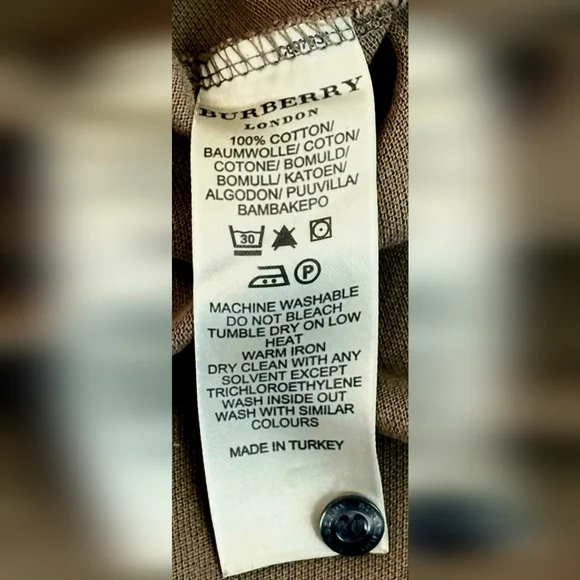 BURBERRY
LONDON
100% COTTON/
BAUMWOLLE/ COTON/
COTONE/ BOMULD/
BOMULL/ KATOEN/
ALGODON/ PUUVILLA/
BAMBAKEPO
30
P
MACHINE WASHABLE
DO NOT BLEACH
TUMBLE DRY ON LOW
HEAT
WARM IRON
DRY CLEAN WITH ANY
SOLVENT EXCEPT
TRICHLOROETHYLENE
WASH INSIDE OUT
WASH WITH SIMILAR
COLOURS
MADE IN TURKEY